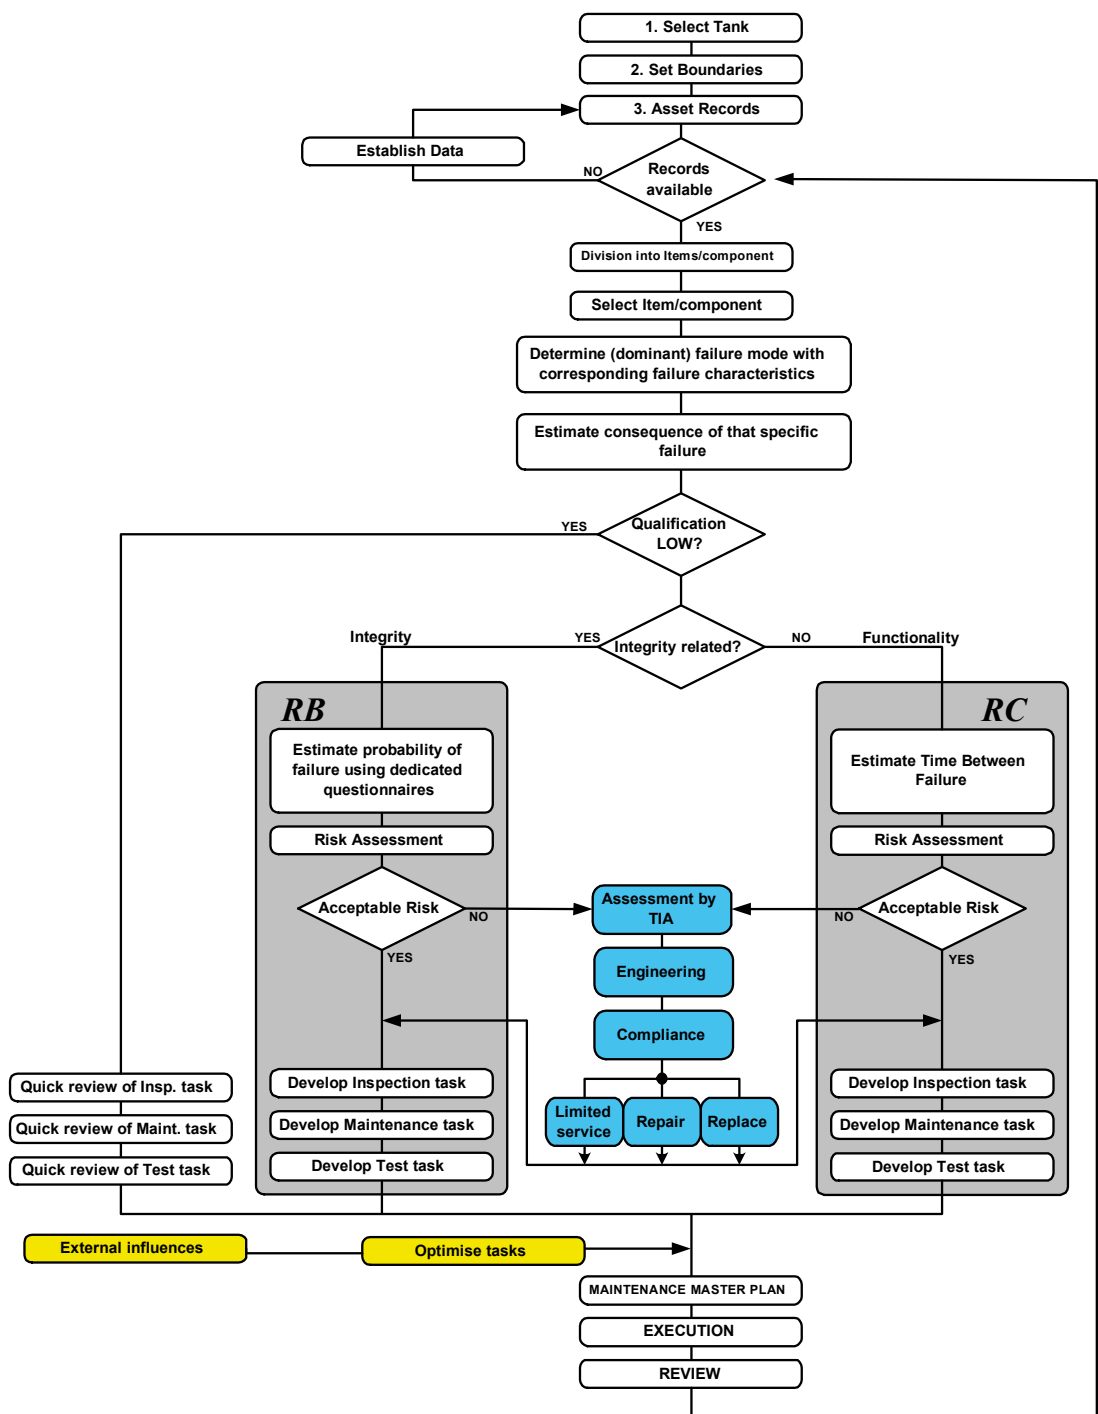 1. Select Tank
2. Set Boundaries
3. Asset Records
Establish Data
NO
Records
available
YES
Division into Items/component
Select Item/component
Determine (dominant) failure mode with
corresponding failure characteristics
Estimate consequence of that specific
failure
YES
Qualification
LOW?
Integrity
YES
Integrity related?
NO
Functionality
RB
Estimate probability of
failure using dedicated
questionnaires
Risk Assessment
Acceptable Risk
NO
YES
RC
Estimate Time Between
Failure
Risk Assessment
Acceptable Risk
NO
YES
Assessment by
TIA
Engineering
Compliance
Limited
service
Repair
Replace
Quick review of Insp. task
Quick review of Maint. task
Quick review of Test task
Develop Inspection task
Develop Maintenance task
Develop Test task
Develop Inspection task
Develop Maintenance task
Develop Test task
External influences
Optimise tasks
MAINTENANCE MASTER PLAN
EXECUTION
REVIEW